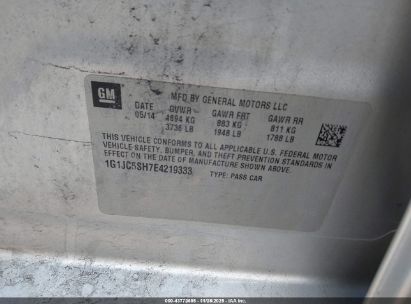 GM
MFD BY GENERAL MOTORS LLC
DATE GVWR GAWR FRT GAWR RR
05/14 1694 KG 883 KG 811 KG
3736 LB 1948 LB 1788 LB
THIS VEHICLE CONFORMS TO ALL APPLICABLE U.S. FEDERAL MOTOR
VEHICLE SAFETY, BUMPER, AND THEFT PREVENTION STANDARDS IN
EFFECT ON THE DATE OF MANUFACTURE SHOWN ABOVE.
1G1JC5SH7E4219333 TYPE: PASS CAR